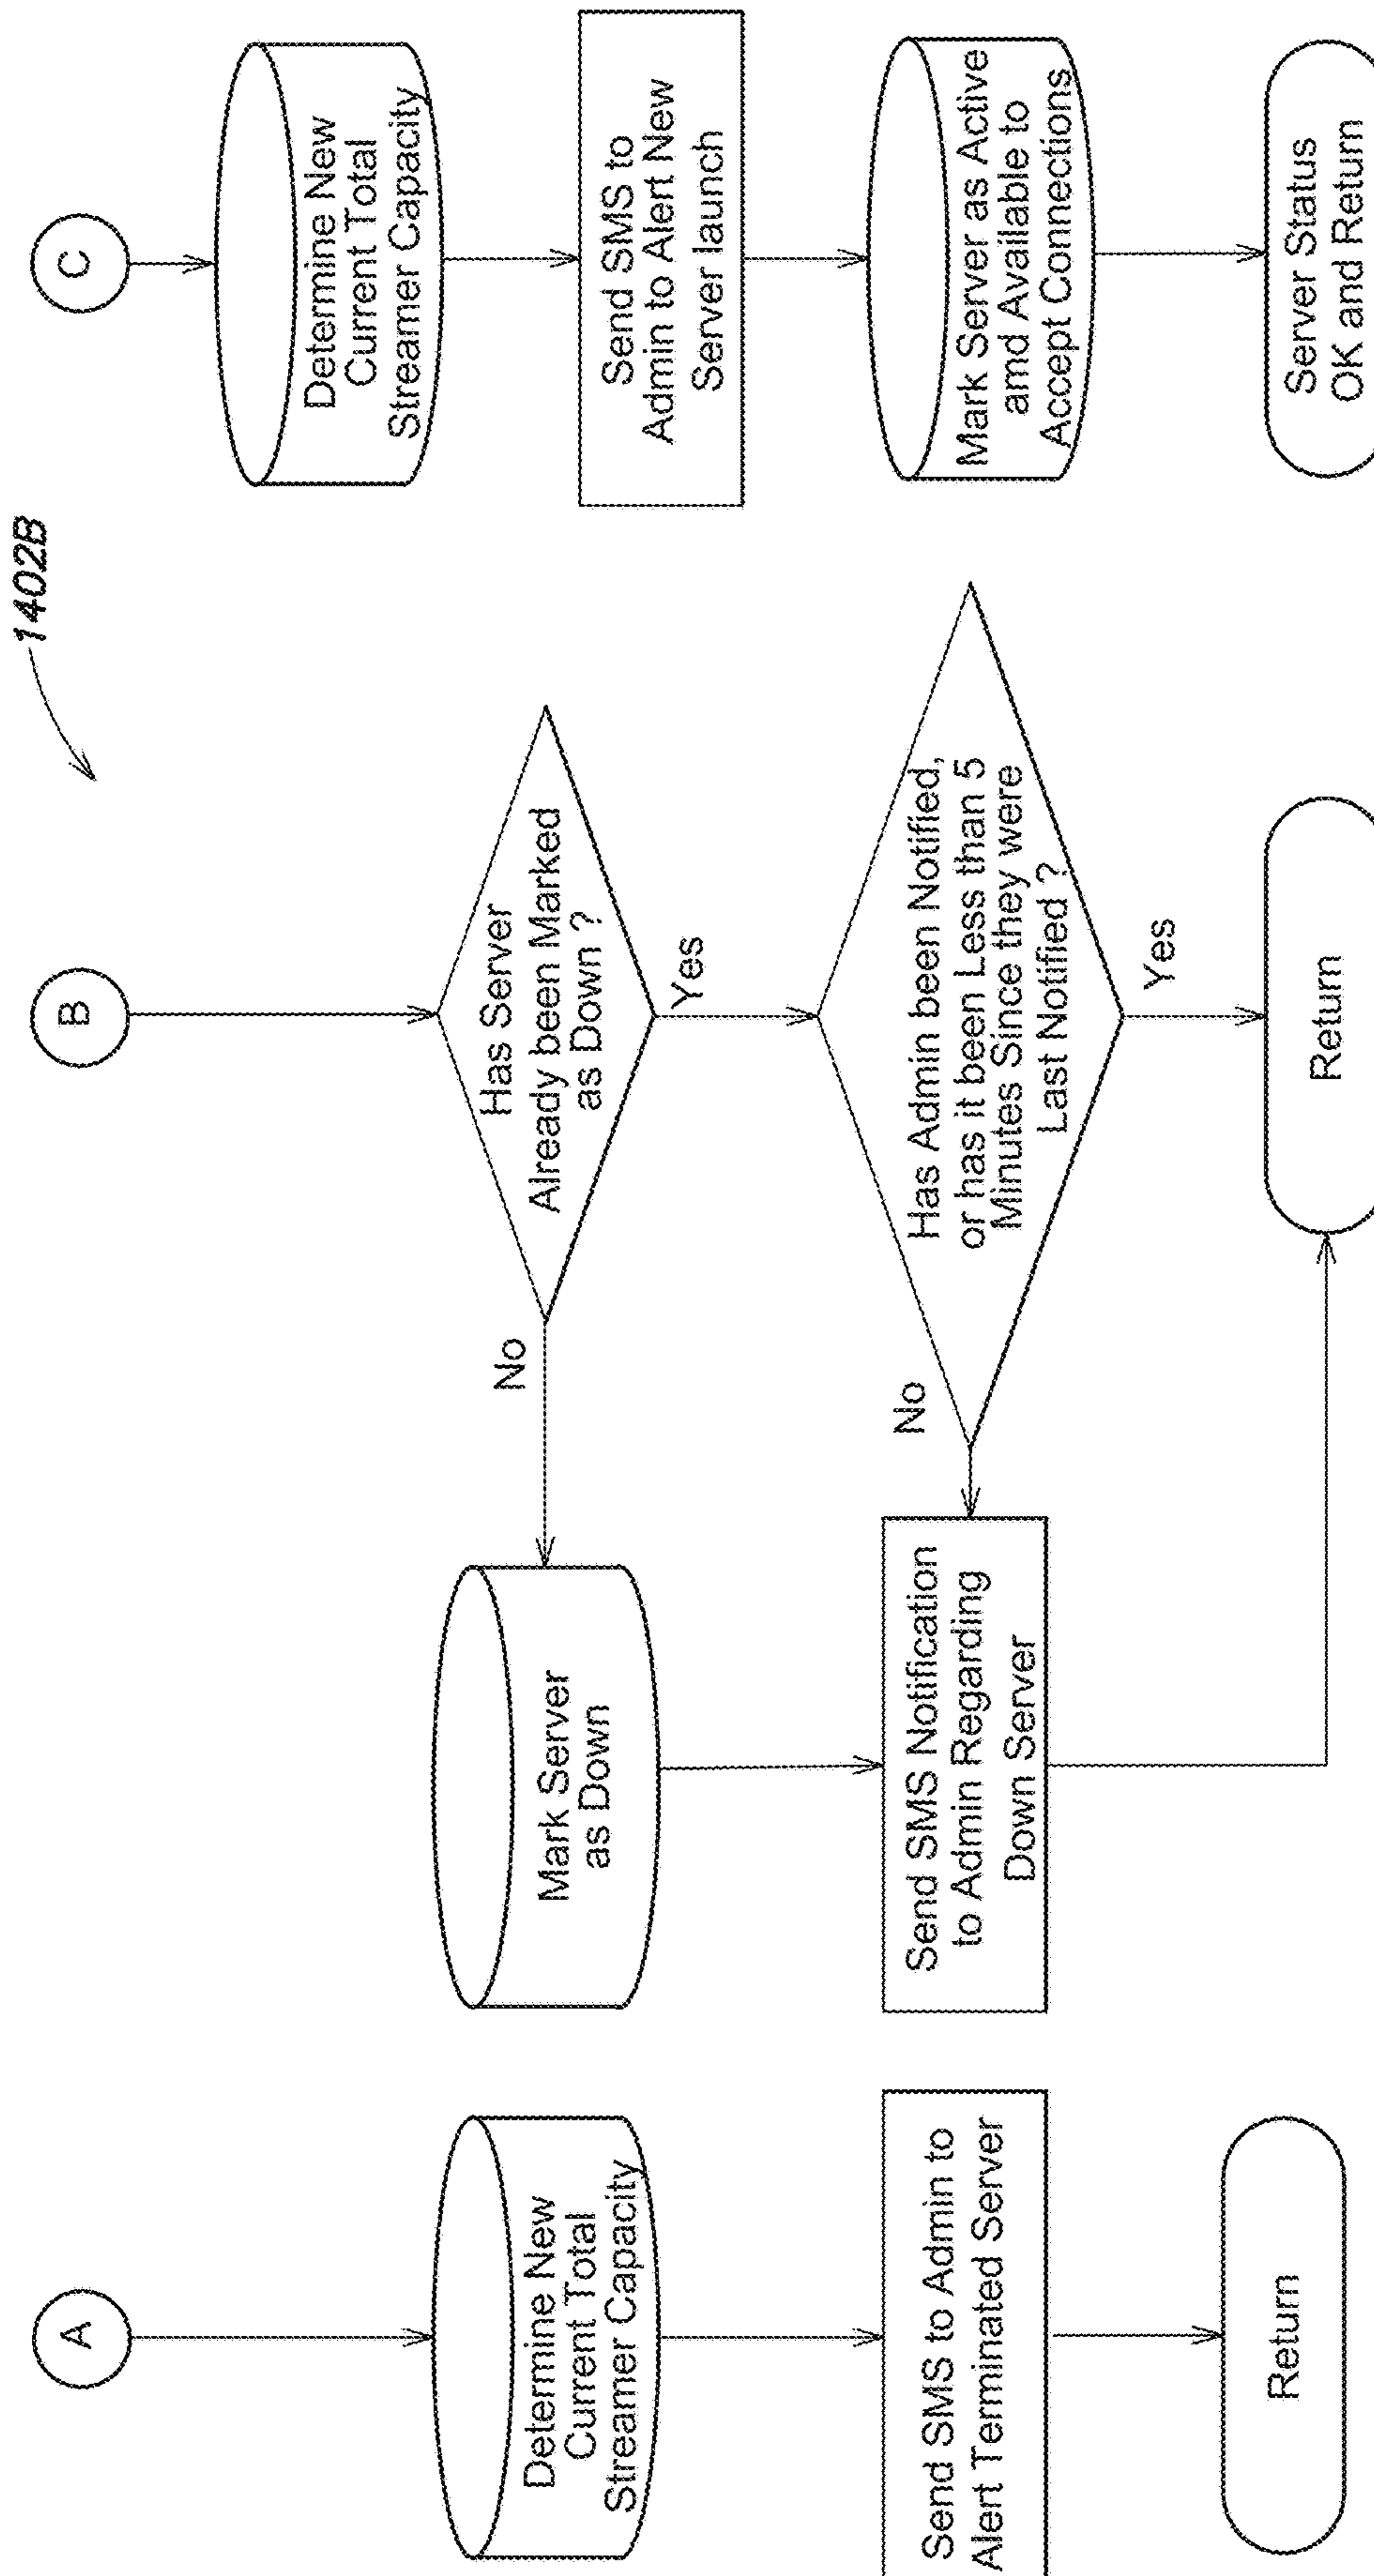 1402B
A
Determine New
Current Total
Streamer Capacity
Send SMS to Admin to
Alert Terminated Server
Return
B
Has Server
Already been Marked
as Down ?
No
Yes
Mark Server
as Down
Has Admin been Notified,
or has it been Less than 5
Minutes Since they were
Last Notified ?
No
Yes
Send SMS Notification
to Admin Regarding
Down Server
Return
C
Determine New
Current Total
Streamer Capacity
Send SMS to
Admin to Alert New
Server launch
Mark Server as Active
amd Available to
Accept Connections
Server Status
OK and Return